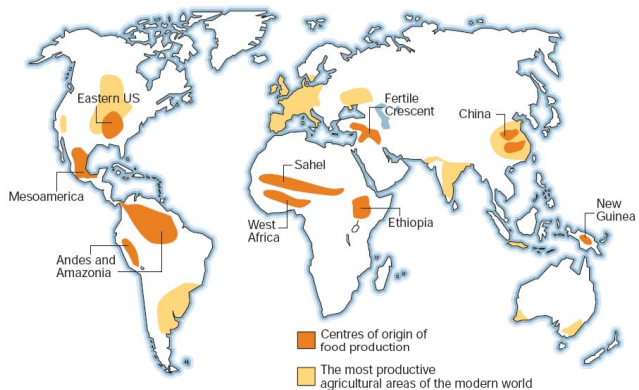 Eastern US
Fertile
Crescent
China
Sahel
Mesoamerica
New
Guinea
West
Africa
Ethiopia
Andes and
Amazonia
Centres of origin of
food production
The most productive
agricultural areas of the modern world